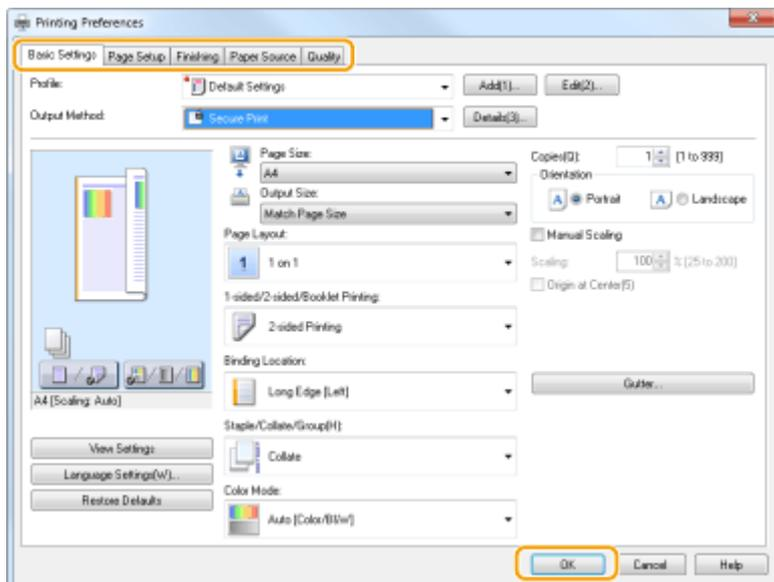 Printing Preferences
Basic Settings Page Setup Finishing Paper Source Quality
Profile: Default Settings Add(1)... Edit(2)...
Output Method: Secure Print Details(3)...
Page Size:
A4
Output Size:
Match Page Size
Page Layout:
1 1 on 1
1-sided/2-sided/Booklet Printing:
2-sided Printing
Binding Location:
Long Edge [Left]
Staple/Collate/Group(H):
Collate
Color Mode:
Auto [Color/B/W]
Copies(Q): 1 [1 to 999]
Orientation
A Portrait A Landscape
Manual Scaling
Scaling: 100 % [25 to 200]
Origin at Center(5)
Gutter...
A4 [Scaling: Auto]
View Settings
Language Settings(W)...
Restore Defaults
OK Cancel Help